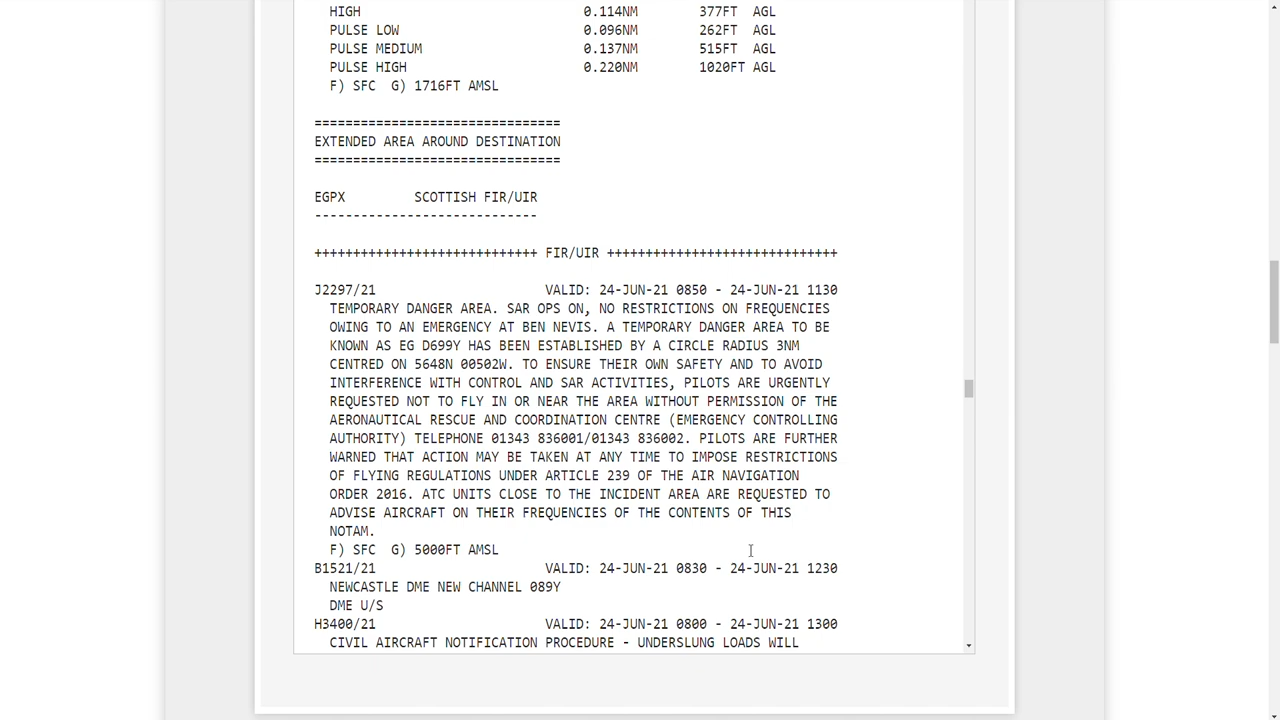 HIGH 0.114NM 377FT AGL
PULSE LOW 0.096NM 262FT AGL
PULSE MEDIUM 0.137NM 515FT AGL
PULSE HIGH 0.220NM 1020FT AGL
F) SFC G) 1716FT AMSL
================================
EXTENDED AREA AROUND DESTINATION
================================
EGPX SCOTTISH FIR/UIR
-----------------------------
+++++++++++++++++++++++++++++ FIR/UIR ++++++++++++++++++++++++++++++
J2297/21 VALID: 24-JUN-21 0850 - 24-JUN-21 1130
TEMPORARY DANGER AREA. SAR OPS ON, NO RESTRICTIONS ON FREQUENCIES
OWING TO AN EMERGENCY AT BEN NEVIS. A TEMPORARY DANGER AREA TO BE
KNOWN AS EG D699Y HAS BEEN ESTABLISHED BY A CIRCLE RADIUS 3NM
CENTRED ON 5648N 00502W. TO ENSURE THEIR OWN SAFETY AND TO AVOID
INTERFERENCE WITH CONTROL AND SAR ACTIVITIES, PILOTS ARE URGENTLY
REQUESTED NOT TO FLY IN OR NEAR THE AREA WITHOUT PERMISSION OF THE
AERONAUTICAL RESCUE AND COORDINATION CENTRE (EMERGENCY CONTROLLING
AUTHORITY) TELEPHONE 01343 836001/01343 836002. PILOTS ARE FURTHER
WARNED THAT ACTION MAY BE TAKEN AT ANY TIME TO IMPOSE RESTRICTIONS
OF FLYING REGULATIONS UNDER ARTICLE 239 OF THE AIR NAVIGATION
ORDER 2016. ATC UNITS CLOSE TO THE INCIDENT AREA ARE REQUESTED TO
ADVISE AIRCRAFT ON THEIR FREQUENCIES OF THE CONTENTS OF THIS
NOTAM.
F) SFC G) 5000FT AMSL
B1521/21 VALID: 24-JUN-21 0830 - 24-JUN-21 1230
NEWCASTLE DME NEW CHANNEL 089Y
DME U/S
H3400/21 VALID: 24-JUN-21 0800 - 24-JUN-21 1300
CIVIL AIRCRAFT NOTIFICATION PROCEDURE - UNDERSLUNG LOADS WILL